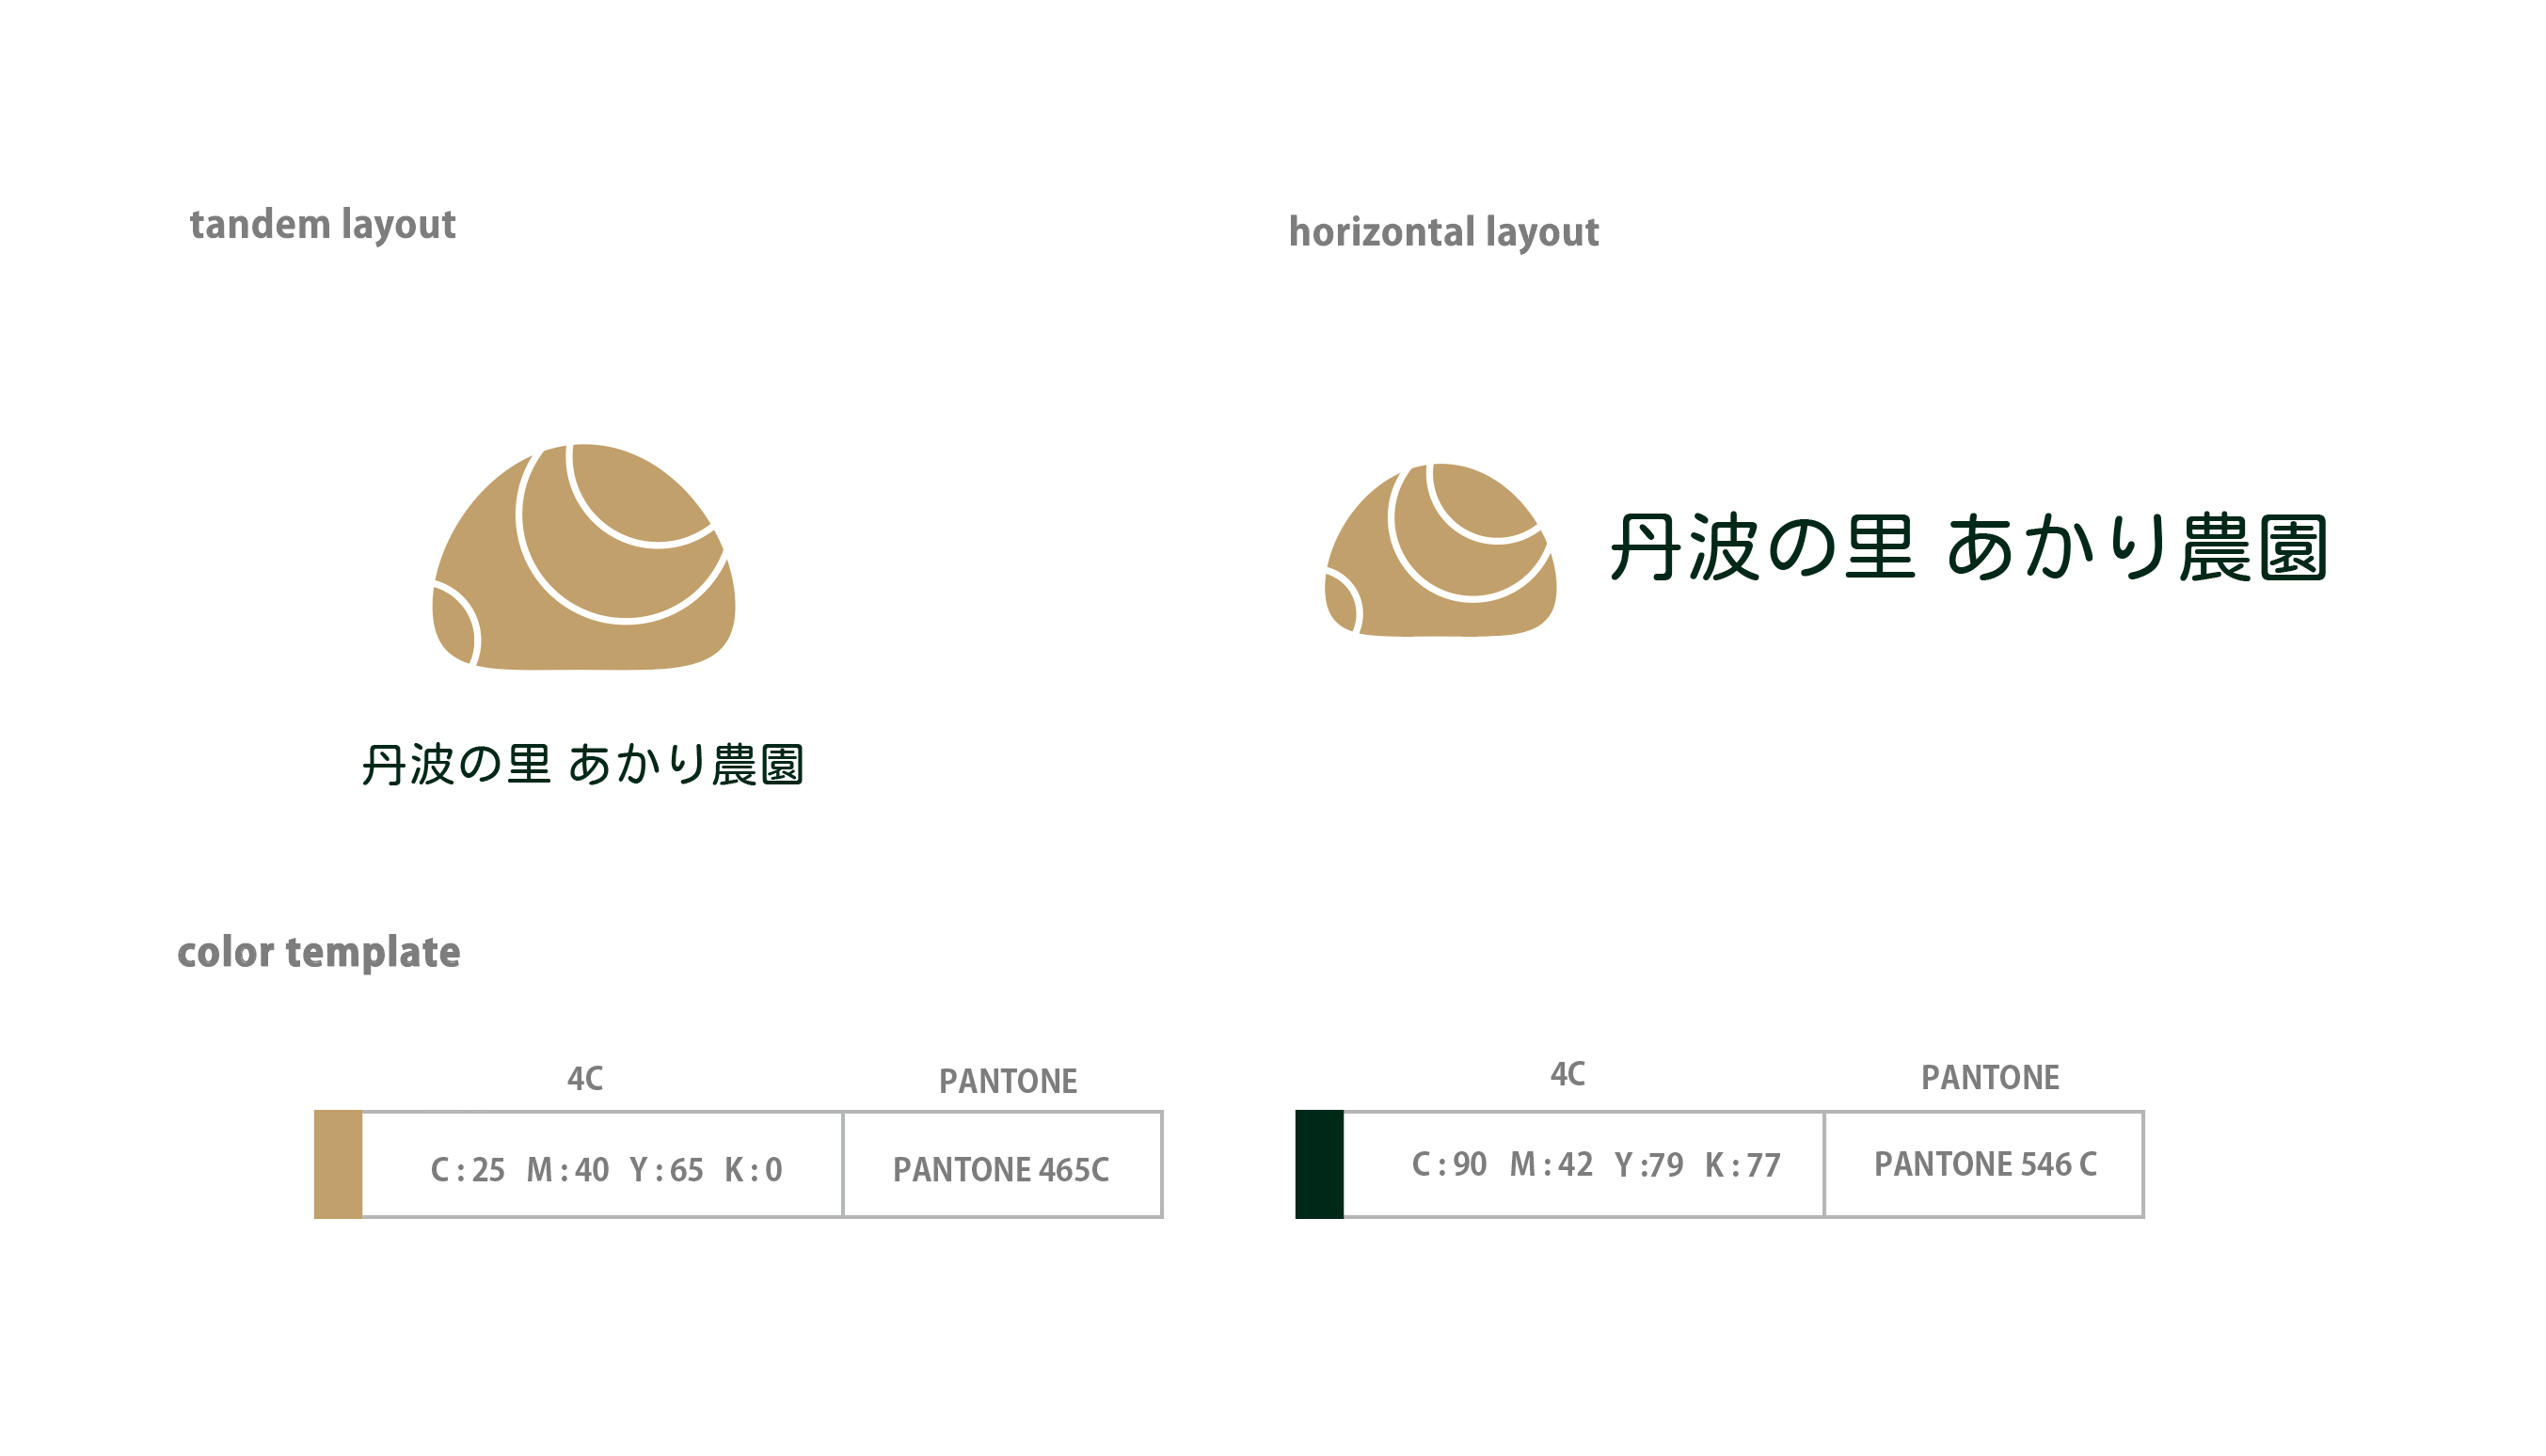 tandem layout
horizontal layout
丹波の里 あかり農園
丹波の里 あかり農園
color template
4C
PANTONE
C : 25 M : 40 Y : 65 K : 0
PANTONE 465C
4C
PANTONE
C : 90 M : 42 Y :79 K : 77
PANTONE 546 C